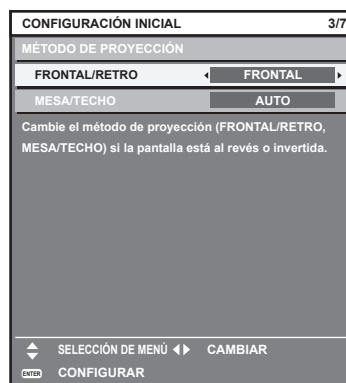 CONFIGURACIÓN INICIAL 3/7
MÉTODO DE PROYECCIÓN
FRONTAL/RETRO FRONTAL
MESA/TECHO AUTO
Cambie el método de proyección (FRONTAL/RETRO,
MESA/TECHO) si la pantalla está al revés o invertida.
SELECCIÓN DE MENÚ CAMBIAR
ENTER CONFIGURAR